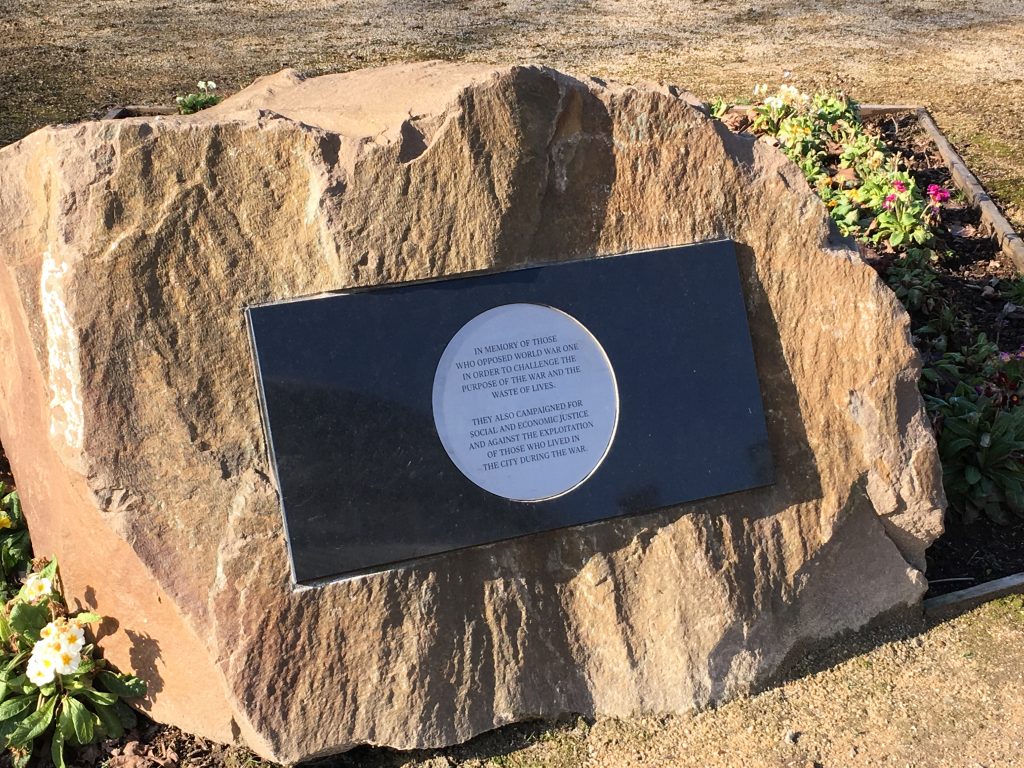 IN MEMORY OF THOSE
WHO OPPOSED WORLD WAR ONE
IN ORDER TO CHALLENGE THE
PURPOSE OF THE WAR AND THE
WASTE OF LIVES.
THEY ALSO CAMPAIGNED FOR
SOCIAL AND ECONOMIC JUSTICE
AND AGAINST THE EXPLOITATION
OF THOSE WHO LIVED IN
THE CITY DURING THE WAR.